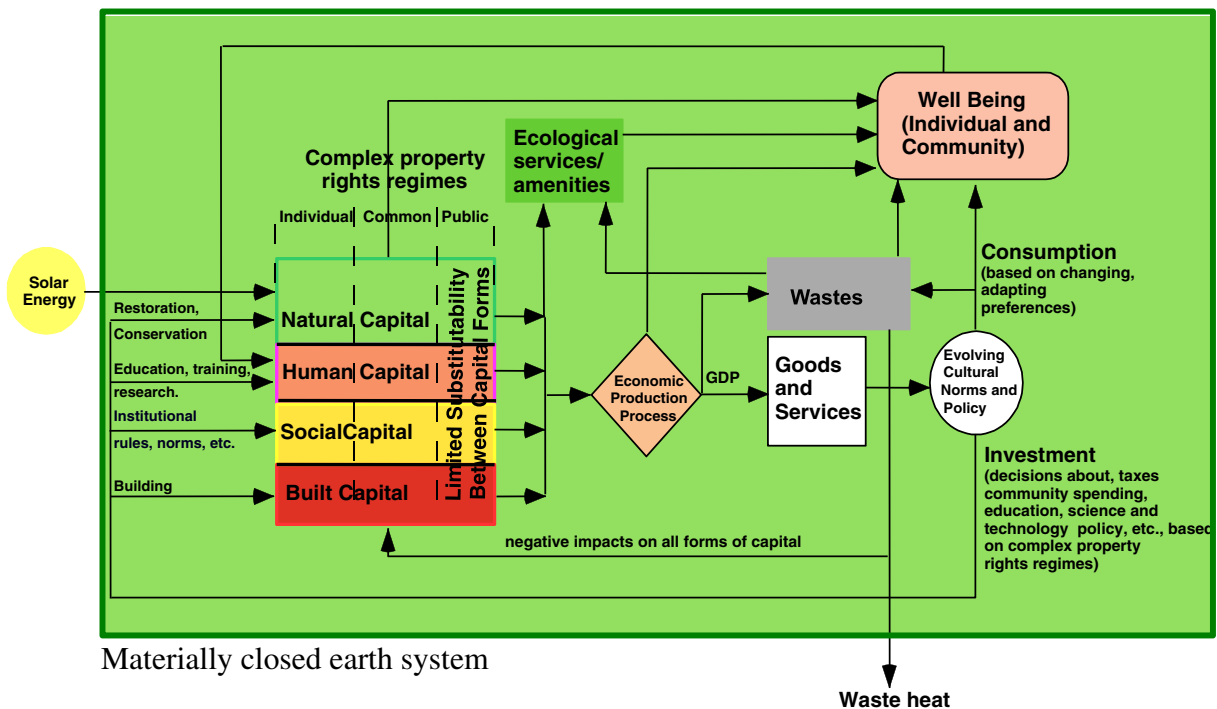 Well Being
(Individual and
Community)
Ecological
services/
amenities
Complex property
rights regimes
Individual
Common
Public
Solar
Energy
Restoration,
Conservation
Education, training,
research.
Institutional
rules, norms, etc.
Building
Natural Capital
Human Capital
SocialCapital
Built Capital
Limited Substitutability
Between Capital Forms
Economic
Production
Process
GDP
Wastes
Goods
and
Services
Consumption
(based on changing,
adapting
preferences)
Evolving
Cultural
Norms and
Policy
Investment
(decisions about, taxes
community spending,
education, science and
technology policy, etc., based
on complex property
rights regimes)
negative impacts on all forms of capital
Materially closed earth system
Waste heat